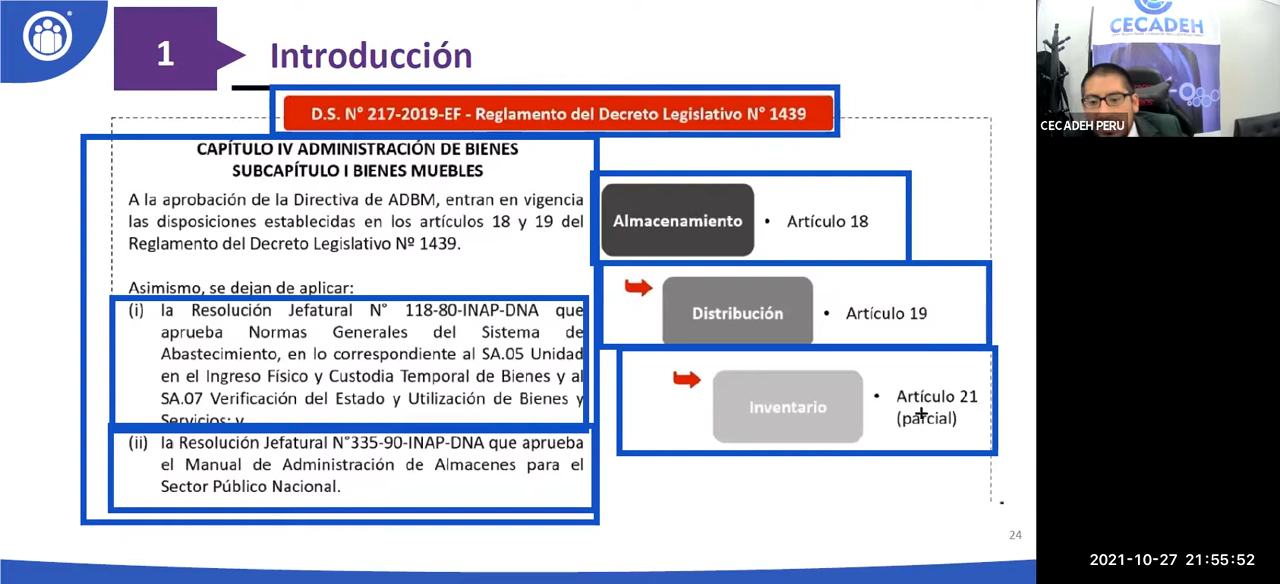 1
Introducción
D.S. N° 217-2019-EF - Reglamento del Decreto Legislativo N° 1439
CAPÍTULO IV ADMINISTRACIÓN DE BIENES
SUBCAPÍTULO I BIENES MUEBLES
A la aprobación de la Directiva de ADBM, entran en vigencia
las disposiciones establecidas en los artículos 18 y 19 del
Reglamento del Decreto Legislativo Nº 1439.
Asimismo, se dejan de aplicar:
(i) la Resolución Jefatural N° 118-80-INAP-DNA que
aprueba Normas Generales del Sistema de
Abastecimiento, en lo correspondiente al SA.05 Unidad
en el Ingreso Físico y Custodia Temporal de Bienes y al
SA.07 Verificación del Estado y Utilización de Bienes y
Servicios; y
(ii) la Resolución Jefatural N°335-90-INAP-DNA que aprueba
el Manual de Administración de Almacenes para el
Sector Público Nacional.
Almacenamiento
• Artículo 18
Distribución
• Artículo 19
Inventario
• Artículo 21
(parcial)
24
CECADEH
CECADEH PERU
2021-10-27 21:55:52